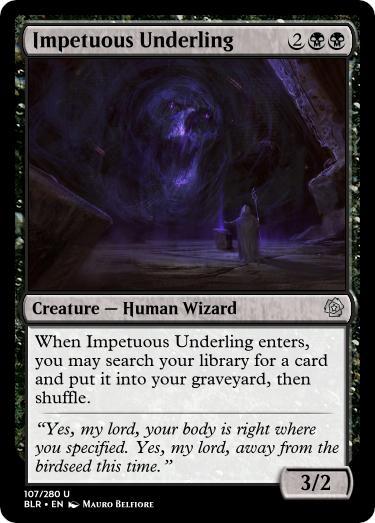 Impetuous Underling 2
Creature — Human Wizard
When Impetuous Underling enters,
you may search your library for a card
and put it into your graveyard, then
shuffle.
“Yes, my lord, your body is right where
you specified. Yes, my lord, away from the
birdseed this time.”
3/2
107/280 U
BLR • EN Mauro Belfiore